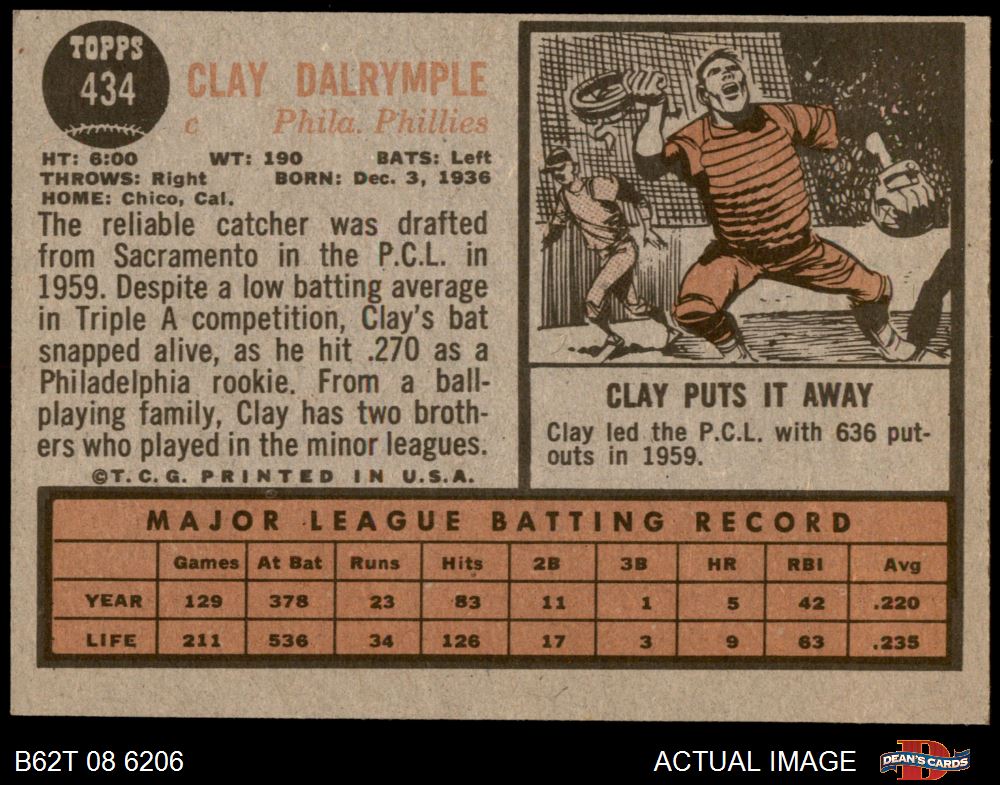 TOPPS
434
CLAY DALRYMPLE
c Phila. Phillies
HT: 6:00 WT: 190 BATS: Left
THROWS: Right BORN: Dec. 3, 1936
HOME: Chico, Cal.
The reliable catcher was drafted
from Sacramento in the P.C.L. in
1959. Despite a low batting average
in Triple A competition, Clay's bat
snapped alive, as he hit .270 as a
Philadelphia rookie. From a ball-
playing family, Clay has two broth-
ers who played in the minor leagues.
©T.C.G. PRINTED IN U.S.A.
CLAY PUTS IT AWAY
Clay led the P.C.L. with 636 put-
outs in 1959.
MAJOR LEAGUE BATTING RECORD
Games At Bat Runs Hits 2B 3B HR RBI Avg
YEAR 129 378 23 83 11 1 5 42 .220
LIFE 211 536 34 126 17 3 9 63 .235
B62T 08 6206
ACTUAL IMAGE
D
DEAN'S CARDS